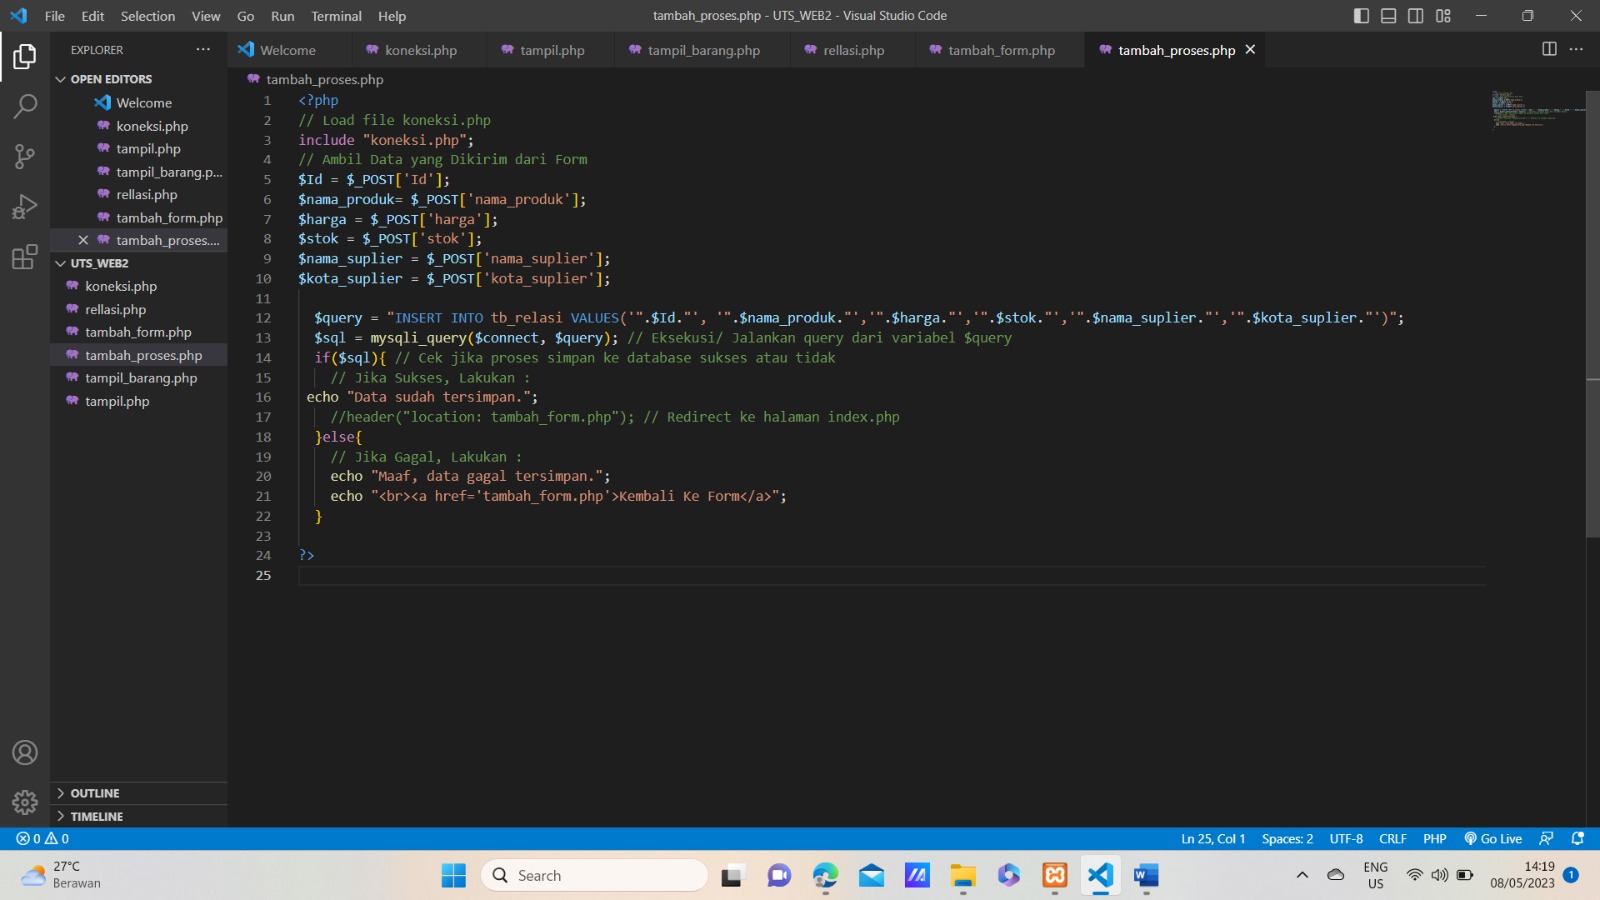 File Edit Selection View Go Run Terminal Help
tambah_proses.php - UTS_WEB2 - Visual Studio Code
EXPLORER
OPEN EDITORS
Welcome
koneksi.php
tampil.php
tampil_barang.p...
rellasi.php
tambah_form.php
tambah_proses....
UTS_WEB2
koneksi.php
rellasi.php
tambah_form.php
tambah_proses.php
tampil_barang.php
tampil.php
OUTLINE
TIMELINE
Welcome koneksi.php tampil.php tampil_barang.php rellasi.php tambah_form.php tambah_proses.php
tambah_proses.php
1 <?php
2 // Load file koneksi.php
3 include "koneksi.php";
4 // Ambil Data yang Dikirim dari Form
5 $Id = $_POST['Id'];
6 $nama_produk= $_POST['nama_produk'];
7 $harga = $_POST['harga'];
8 $stok = $_POST['stok'];
9 $nama_suplier = $_POST['nama_suplier'];
10 $kota_suplier = $_POST['kota_suplier'];
11
12 $query = "INSERT INTO tb_relasi VALUES('".$Id."', '".$nama_produk."','".$harga."','".$stok."','".$nama_suplier."','".$kota_suplier."')";
13 $sql = mysqli_query($connect, $query); // Eksekusi/ Jalankan query dari variabel $query
14 if($sql){ // Cek jika proses simpan ke database sukses atau tidak
15 // Jika Sukses, Lakukan :
16 echo "Data sudah tersimpan.";
17 //header("location: tambah_form.php"); // Redirect ke halaman index.php
18 }else{
19 // Jika Gagal, Lakukan :
20 echo "Maaf, data gagal tersimpan.";
21 echo "<br><a href='tambah_form.php'>Kembali Ke Form</a>";
22 }
23
24 ?>
25
0 0
Ln 25, Col 1 Spaces: 2 UTF-8 CRLF PHP Go Live
27°C
Berawan
Search
ENG
US
14:19
08/05/2023
1